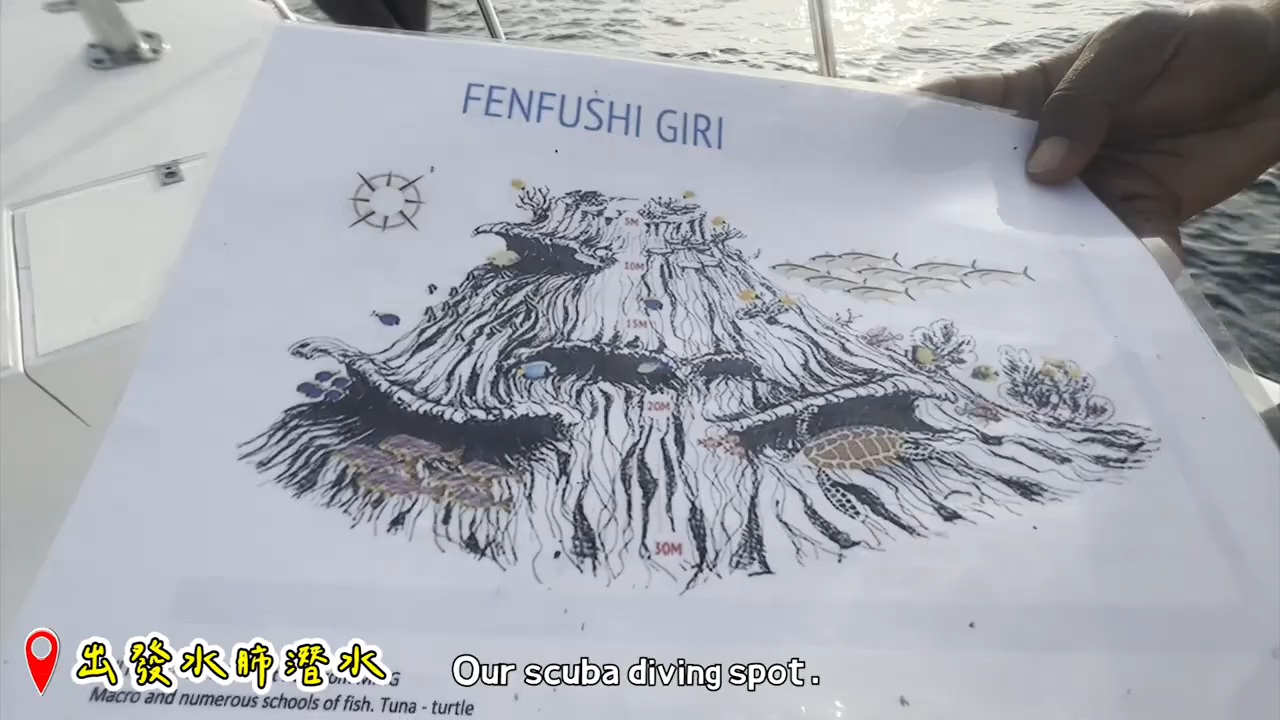 FENFUSHI GIRI
5M
10M
15M
20M
30M
出發水肺潛水
Our scuba diving spot .
Macro and numerous schools of fish. Tuna - turtle